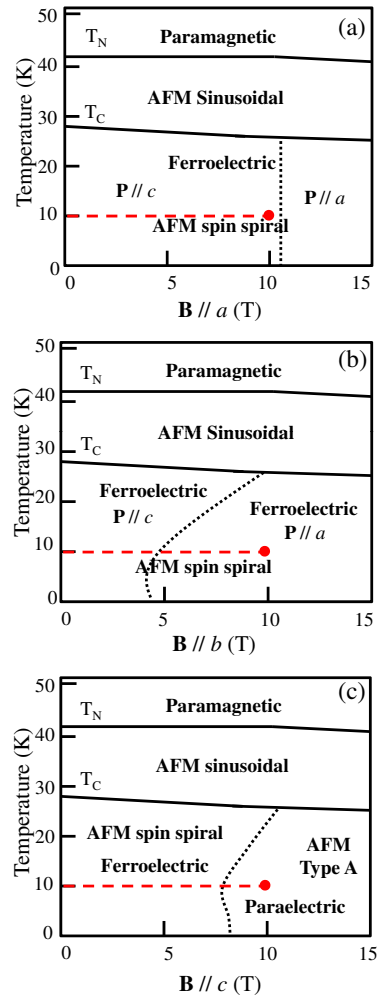 (a)
50
T_N
Paramagnetic
40
AFM Sinusoidal
30
T_C
Ferroelectric
20
P // c
P // a
10
AFM spin spiral
0
0
5
10
15
Temperature (K)
B // a (T)
(b)
50
T_N
Paramagnetic
40
AFM Sinusoidal
30
T_C
Ferroelectric
P // c
Ferroelectric
P // a
20
10
AFM spin spiral
0
0
5
10
15
Temperature (K)
B // b (T)
(c)
50
T_N
Paramagnetic
40
AFM sinusoidal
30
T_C
AFM spin spiral
AFM
Type A
20
Ferroelectric
10
Paraelectric
0
0
5
10
15
Temperature (K)
B // c (T)